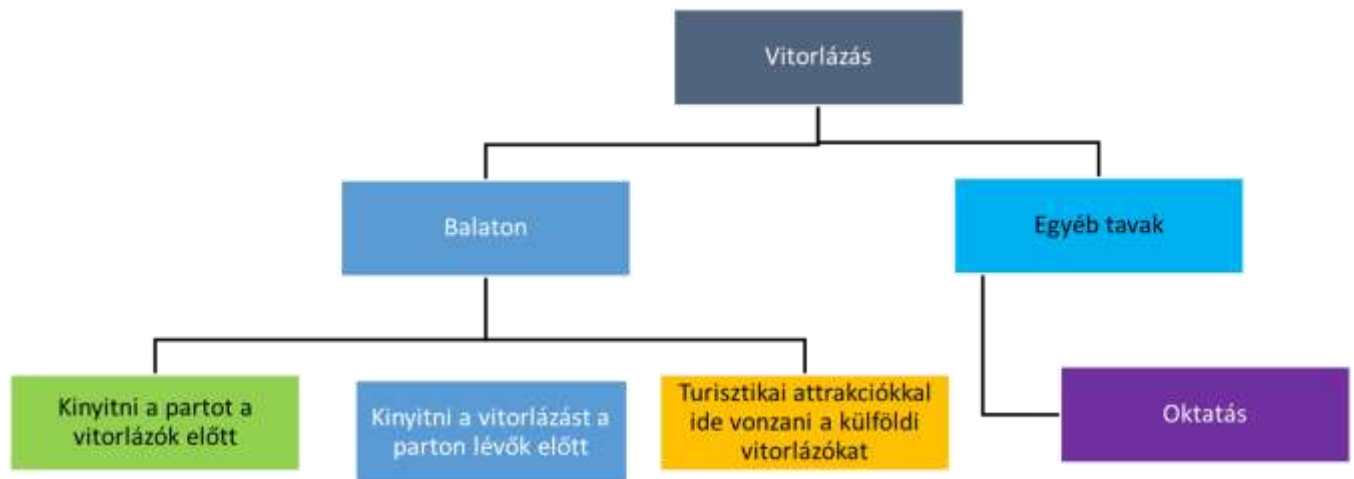 Vitorlázás
Balaton
Egyéb tavak
Kinyitni a partot a
vitorlázók előtt
Kinyitni a vitorlázást a
parton lévők előtt
Turisztikai attrakciókkal
ide vonzani a külföldi
vitorlázókat
Oktatás